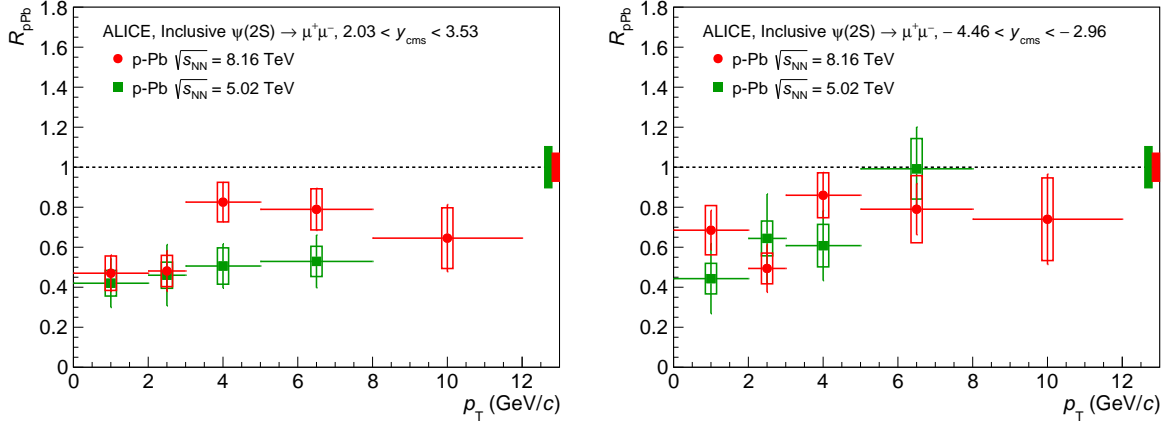 R_pPb
1.8
1.6
1.4
1.2
1
0.8
0.6
0.4
0.2
0
ALICE, Inclusive ψ(2S) → μ⁺μ⁻, 2.03 < y_cms < 3.53
p-Pb √s_NN = 8.16 TeV
p-Pb √s_NN = 5.02 TeV
0 2 4 6 8 10 12
p_T (GeV/c)
R_pPb
1.8
1.6
1.4
1.2
1
0.8
0.6
0.4
0.2
0
ALICE, Inclusive ψ(2S) → μ⁺μ⁻, − 4.46 < y_cms < − 2.96
p-Pb √s_NN = 8.16 TeV
p-Pb √s_NN = 5.02 TeV
0 2 4 6 8 10 12
p_T (GeV/c)